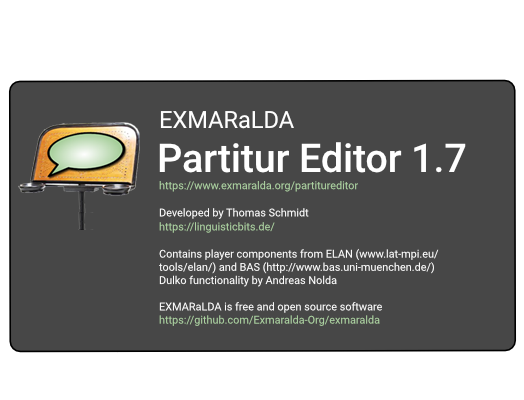 EXMARaLDA
Partitur Editor 1.7
https://www.exmaralda.org/partitureditor
Developed by Thomas Schmidt
https://linguisticbits.de/
Contains player components from ELAN (www.lat-mpi.eu/
tools/elan/) and BAS (http://www.bas.uni-muenchen.de/)
Dulko functionality by Andreas Nolda
EXMARaLDA is free and open source software
https://github.com/Exmaralda-Org/exmaralda